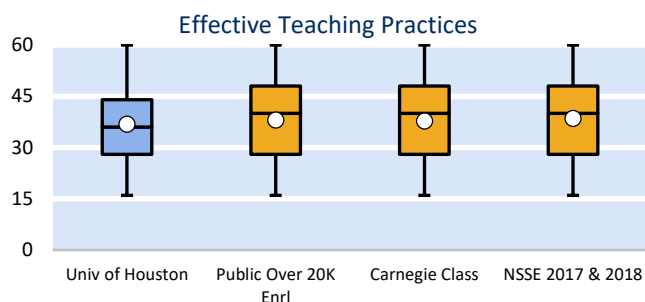 Effective Teaching Practices
60
45
30
15
0
Univ of Houston
Public Over 20K
Enrl
Carnegie Class
NSSE 2017 & 2018